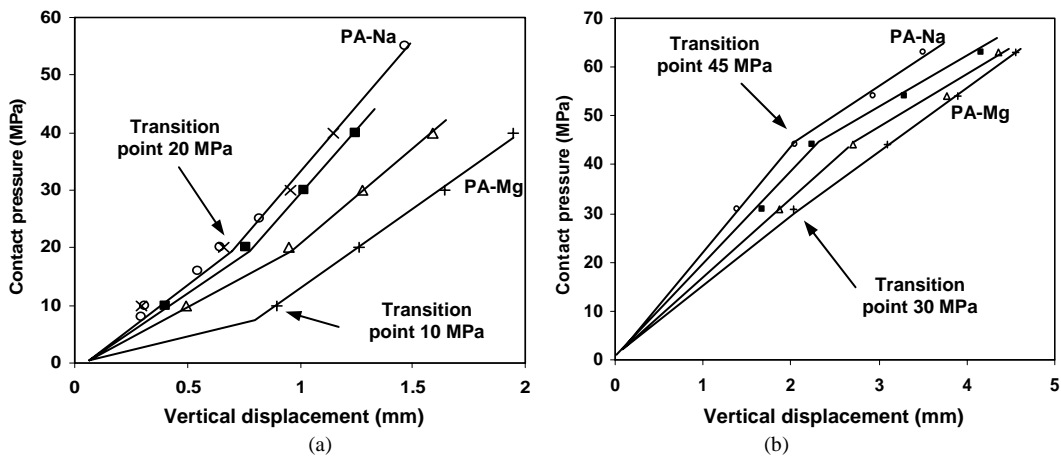 60
50
40
30
20
10
0
Contact pressure (MPa)
PA-Na
Transition
point 20 MPa
PA-Mg
Transition
point 10 MPa
0
0.5
1
1.5
2
Vertical displacement (mm)
(a)
70
60
50
40
30
20
10
0
Contact pressure (MPa)
PA-Na
Transition
point 45 MPa
PA-Mg
Transition
point 30 MPa
0
1
2
3
4
5
Vertical displacement (mm)
(b)